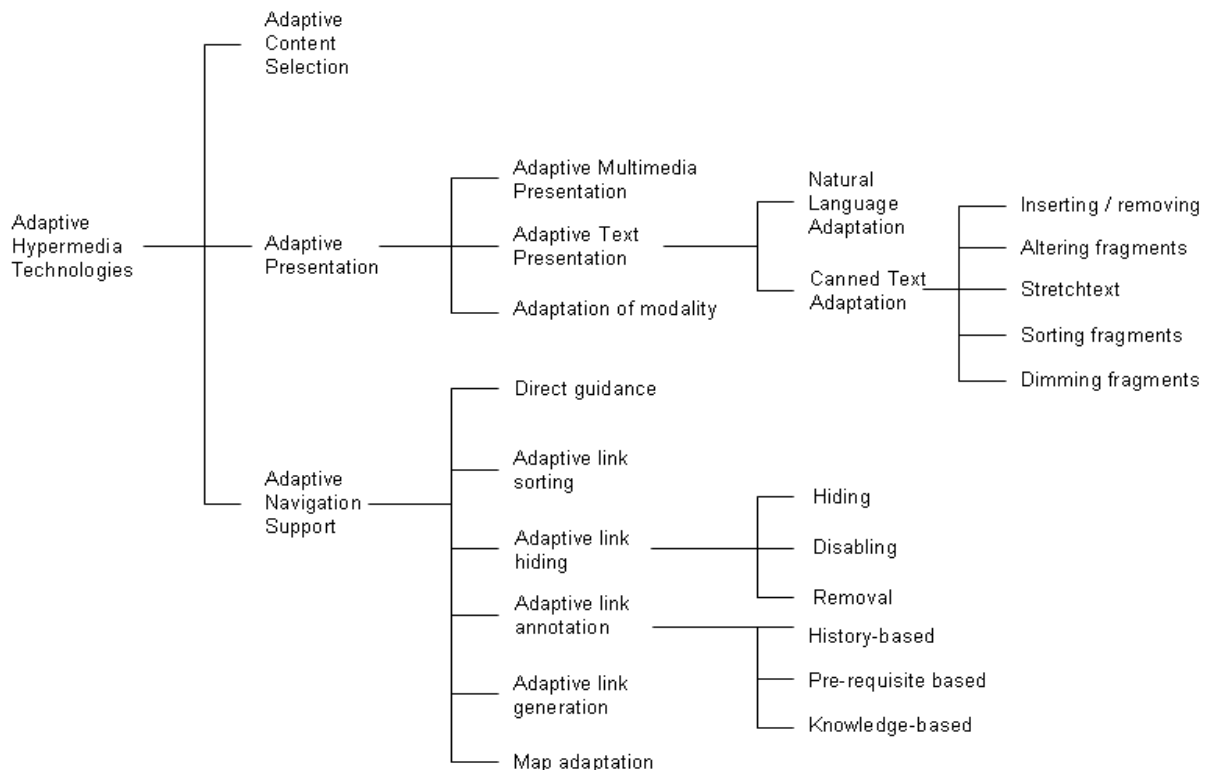 Adaptive
Content
Selection
Adaptive
Hypermedia
Technologies
Adaptive
Presentation
Adaptive Multimedia
Presentation
Adaptive Text
Presentation
Adaptation of modality
Natural
Language
Adaptation
Canned Text
Adaptation
Inserting / removing
Altering fragments
Stretchtext
Sorting fragments
Dimming fragments
Adaptive
Navigation
Support
Direct guidance
Adaptive link
sorting
Adaptive link
hiding
Hiding
Disabling
Removal
Adaptive link
annotation
History-based
Pre-requisite based
Knowledge-based
Adaptive link
generation
Map adaptation